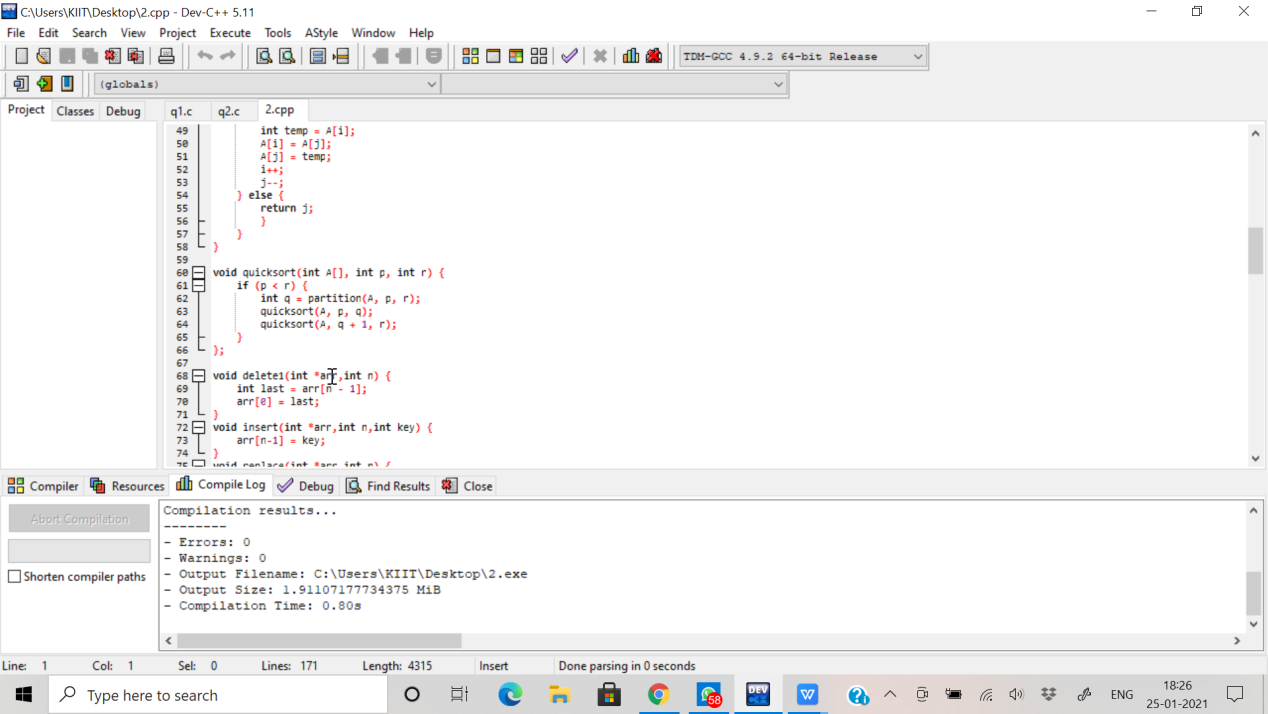 C:\Users\KIIT\Desktop\2.cpp - Dev-C++ 5.11
File Edit Search View Project Execute Tools AStyle Window Help
TDM-GCC 4.9.2 64-bit Release
(globals)
Project Classes Debug q1.c q2.c 2.cpp
49 int temp = A[i];
50 A[i] = A[j];
51 A[j] = temp;
52 i++;
53 j--;
54 } else {
55 return j;
56 }
57 }
58 }
59
60 void quicksort(int A[], int p, int r) {
61 if (p < r) {
62 int q = partition(A, p, r);
63 quicksort(A, p, q);
64 quicksort(A, q + 1, r);
65 }
66 };
67
68 void delete1(int *arr,int n) {
69 int last = arr[n - 1];
70 arr[0] = last;
71 }
72 void insert(int *arr,int n,int key) {
73 arr[n-1] = key;
74 }
75 void replace(int *arr,int n) {
Compiler Resources Compile Log Debug Find Results Close
Abort Compilation
Shorten compiler paths
Compilation results...
--------
- Errors: 0
- Warnings: 0
- Output Filename: C:\Users\KIIT\Desktop\2.exe
- Output Size: 1.91107177734375 MiB
- Compilation Time: 0.80s
Line: 1 Col: 1 Sel: 0 Lines: 171 Length: 4315 Insert Done parsing in 0 seconds
Type here to search
58
DEV
ENG
18:26
25-01-2021